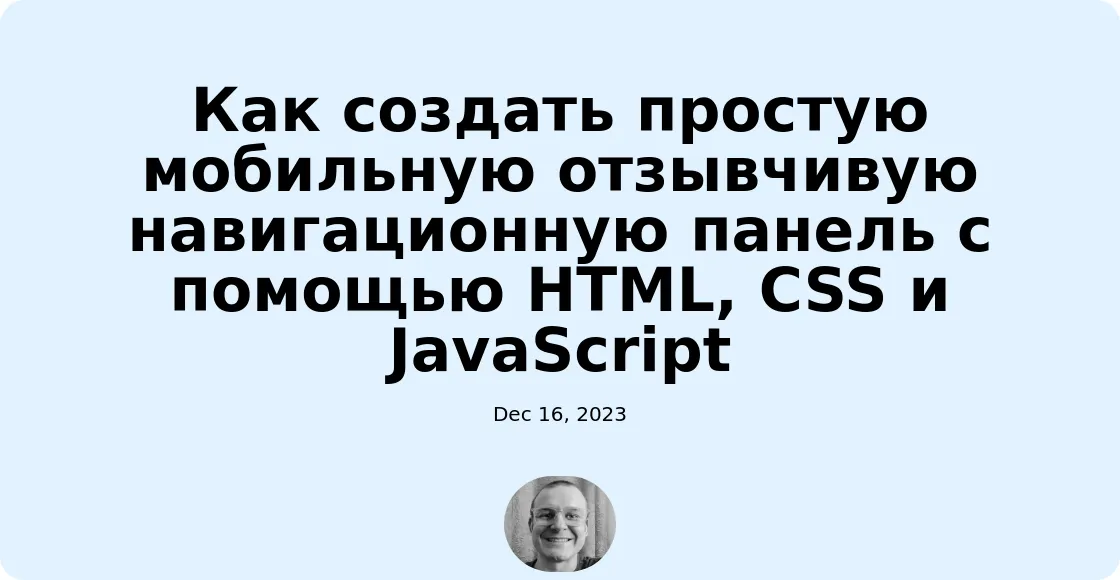 Как создать простую
мобильную отзывчивую
навигационную панель с
помощью HTML, CSS и
JavaScript
Dec 16, 2023